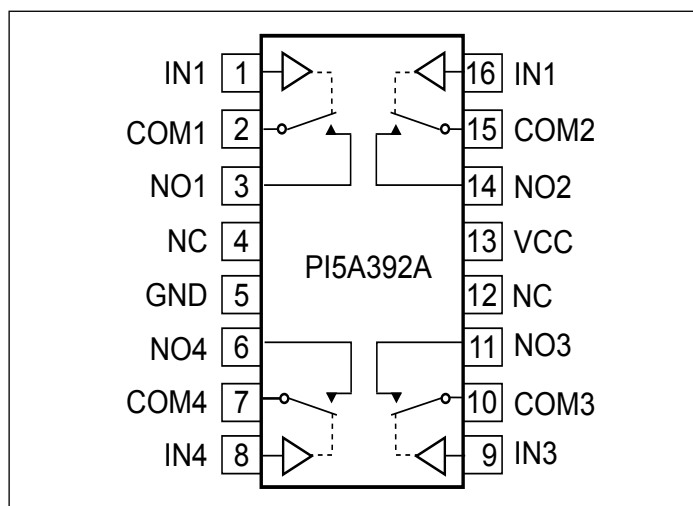 IN1 1 16 IN1
COM1 2 15 COM2
NO1 3 14 NO2
NC 4 13 VCC
PI5A392A
GND 5 12 NC
NO4 6 11 NO3
COM4 7 10 COM3
IN4 8 9 IN3